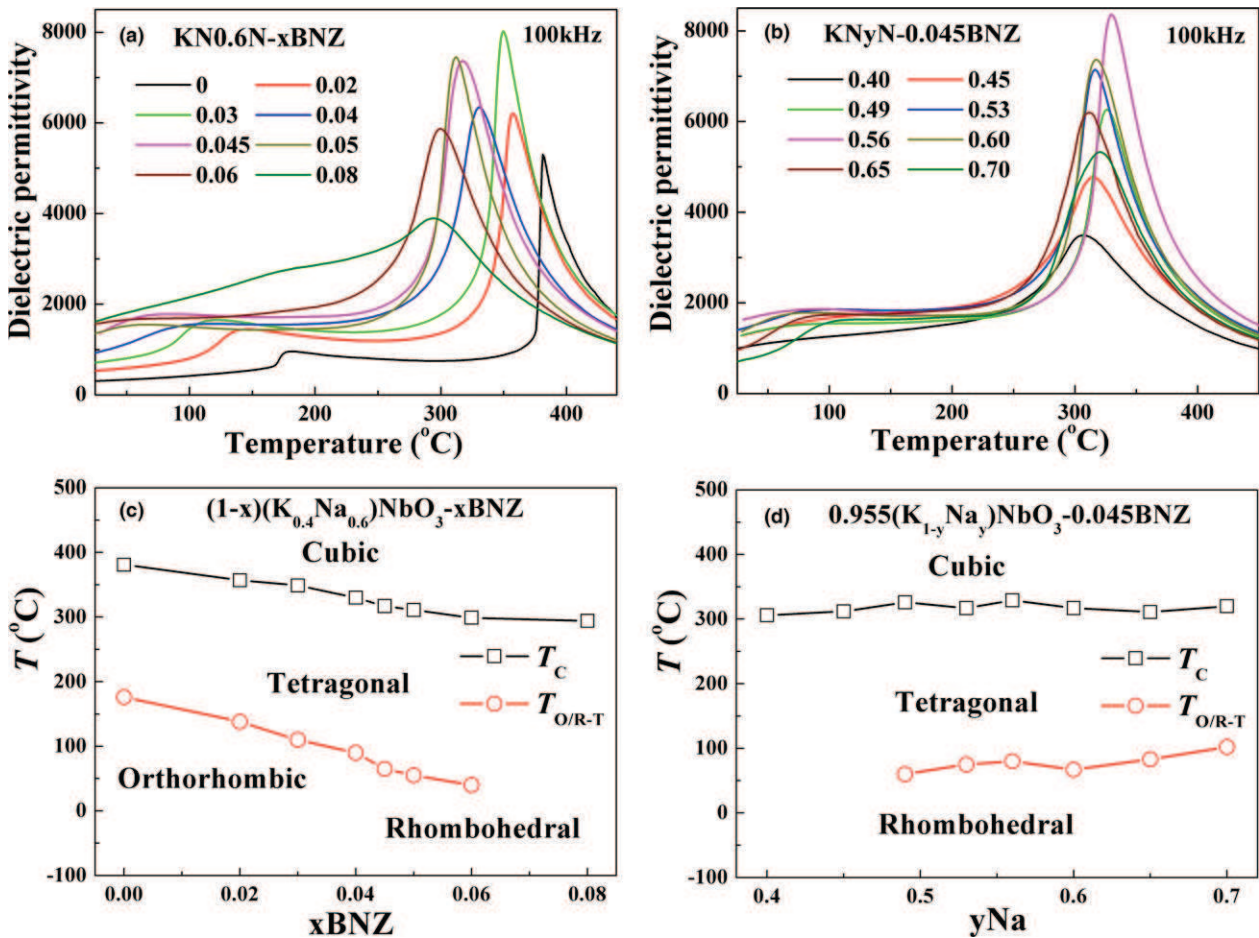 (a) KN0.6N-xBNZ 100kHz
0 0.02
0.03 0.04
0.045 0.05
0.06 0.08
Dielectric permittivity
8000
6000
4000
2000
0
100 200 300 400
Temperature (°C)
(b) KNyN-0.045BNZ 100kHz
0.40 0.45
0.49 0.53
0.56 0.60
0.65 0.70
Dielectric permittivity
8000
6000
4000
2000
0
100 200 300 400
Temperature (°C)
(c) (1-x)(K0.4Na0.6)NbO3-xBNZ
Cubic
Tetragonal
TC
TO/R-T
Orthorhombic
Rhombohedral
T (°C)
500
400
300
200
100
0
-100
0.00 0.02 0.04 0.06 0.08
xBNZ
(d) 0.955(K1-yNay)NbO3-0.045BNZ
Cubic
Tetragonal
TC
TO/R-T
Rhombohedral
T (°C)
500
400
300
200
100
0
-100
0.4 0.5 0.6 0.7
yNa